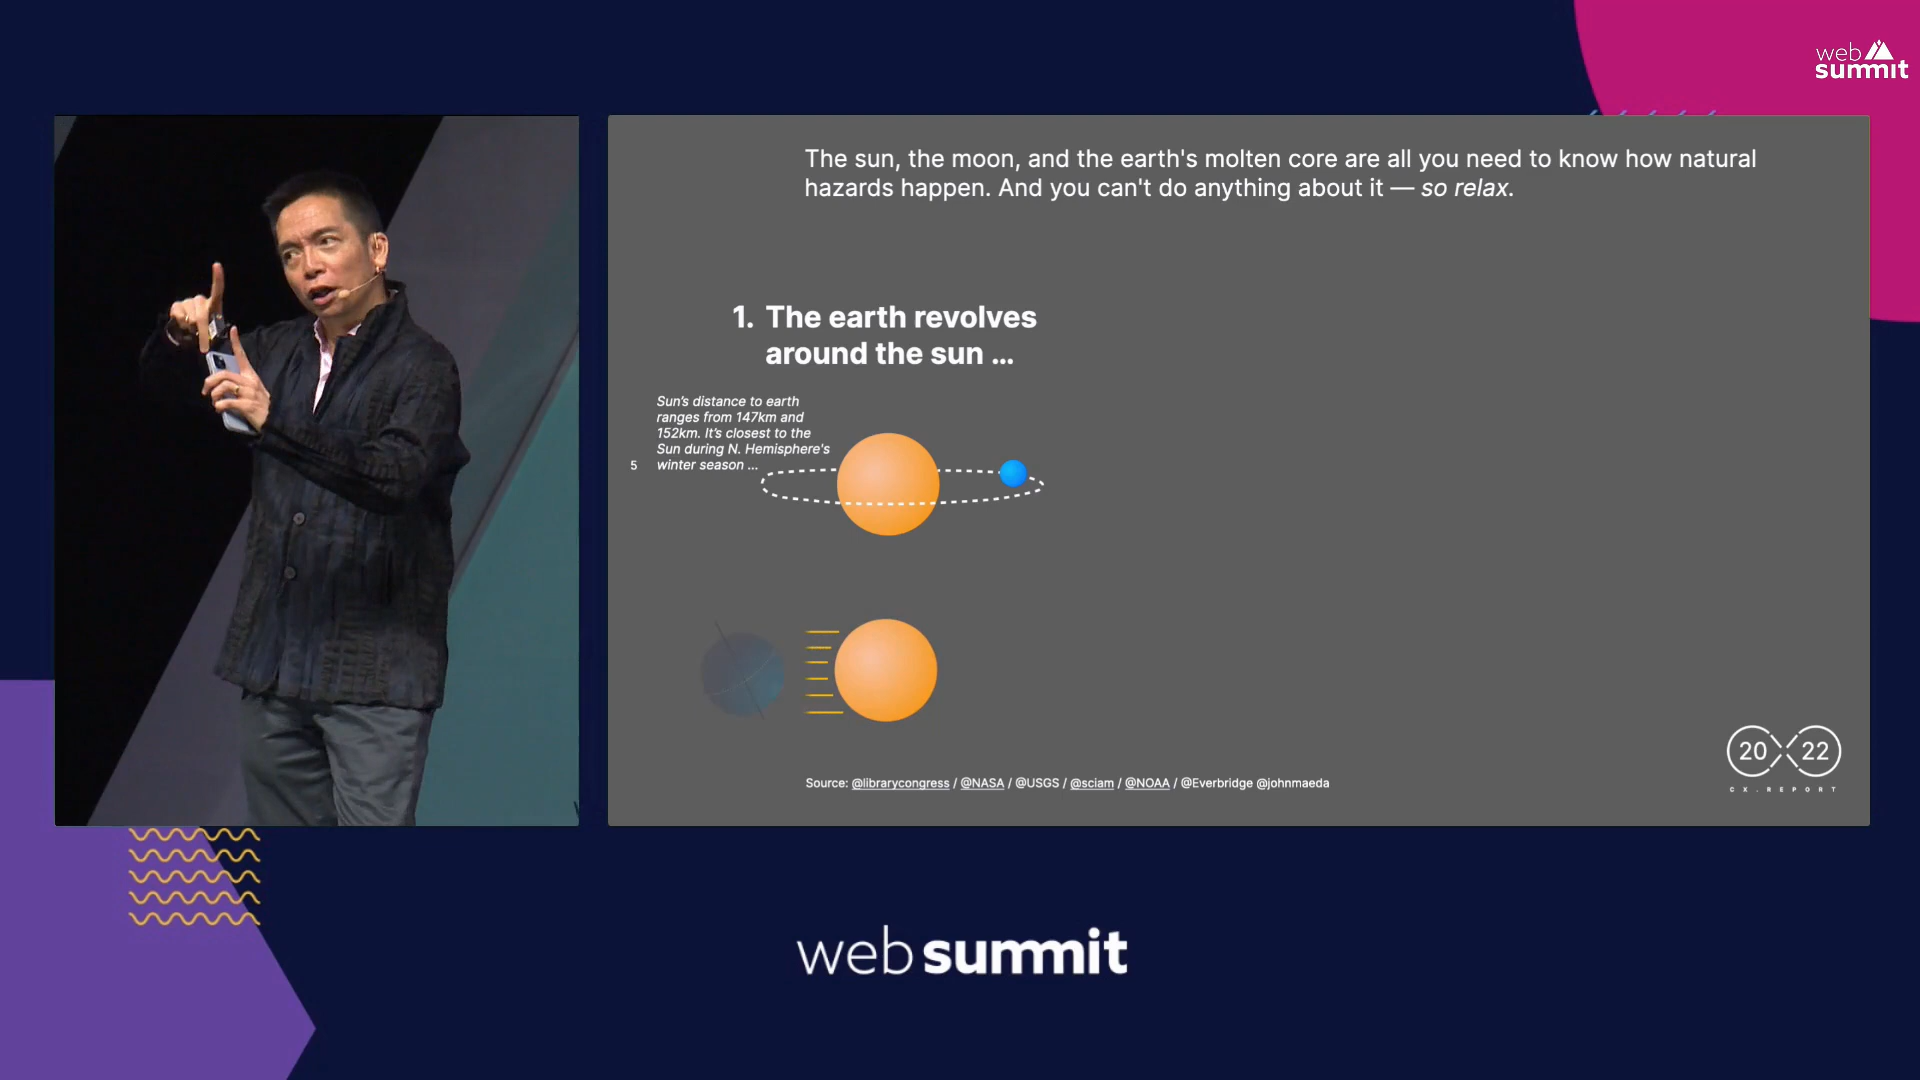 web
summit
The sun, the moon, and the earth's molten core are all you need to know how natural
hazards happen. And you can't do anything about it — so relax.
1. The earth revolves
around the sun ...
Sun's distance to earth
ranges from 147km and
152km. It's closest to the
Sun during N. Hemisphere's
5 winter season ...
Source: @librarycongress / @NASA / @USGS / @sciam / @NOAA / @Everbridge @johnmaeda
20 22
CX.REPORT
web summit